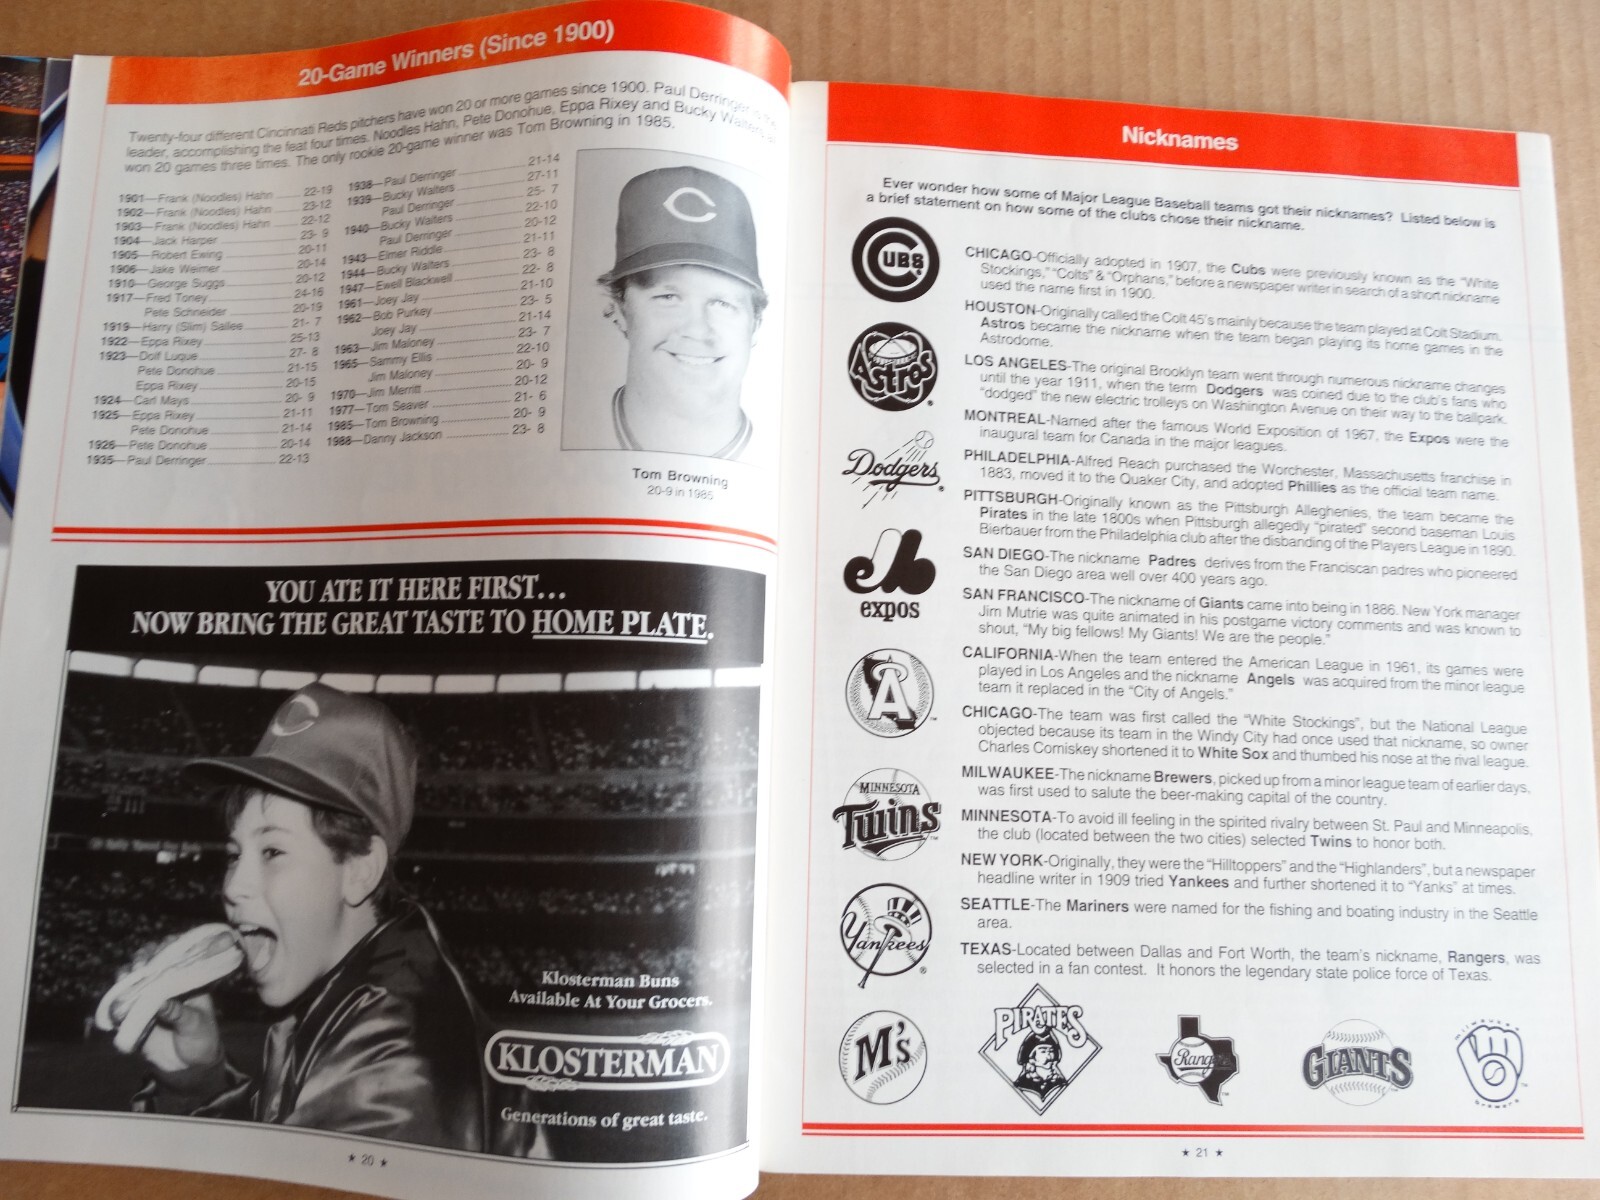 20-Game Winners (Since 1900)
Twenty-four different Cincinnati Reds pitchers have won 20 or more games since 1900. Paul Derringer is the
leader, accomplishing the feat four times. Noodles Hahn, Pete Donohue, Eppa Rixey and Bucky Walters
won 20 games three times. The only rookie 20-game winner was Tom Browning in 1985.
1901—Frank (Noodles) Hahn 22-19
1902—Frank (Noodles) Hahn 23-12
1903—Frank (Noodles) Hahn 22-12
1904—Jack Harper 23- 9
1905—Robert Ewing 20-11
1906—Jake Weimer 20-14
1910—George Suggs 20-12
1917—Fred Toney 24-16
Pete Schneider 20-19
1919—Harry (Slim) Sallee 21- 7
1922—Eppa Rixey 25-13
1923—Dolf Luque 27- 8
Pete Donohue 21-15
Eppa Rixey 20-15
1924—Carl Mays 20- 9
1925—Eppa Rixey 21-11
Pete Donohue 21-14
1926—Pete Donohue 20-14
1935—Paul Derringer 22-13
1938—Paul Derringer 21-14
1939—Bucky Walters 27-11
Paul Derringer 25- 7
1940—Bucky Walters 22-10
Paul Derringer 20-12
1943—Elmer Riddle 21-11
1944—Bucky Walters 23- 8
1947—Ewell Blackwell 22- 8
1961—Joey Jay 21-10
1962—Bob Purkey 23- 5
Joey Jay 21-14
1963—Jim Maloney 23- 7
1965—Sammy Ellis 22-10
Jim Maloney 20- 9
1970—Jim Merritt 20-12
1977—Tom Seaver 21- 6
1985—Tom Browning 20- 9
1988—Danny Jackson 23- 8
Tom Browning
20-9 in 1985
YOU ATE IT HERE FIRST...
NOW BRING THE GREAT TASTE TO HOME PLATE.
Klosterman Buns
Available At Your Grocers.
KLOSTERMAN
Generations of great taste.
★ 20 ★
Nicknames
Ever wonder how some of Major League Baseball teams got their nicknames? Listed below is
a brief statement on how some of the clubs chose their nickname.
CUBS
CHICAGO-Officially adopted in 1907, the Cubs were previously known as the "White
Stockings," "Colts" & "Orphans," before a newspaper writer in search of a short nickname
used the name first in 1900.
HOUSTON-Originally called the Colt 45's mainly because the team played at Colt Stadium.
Astros became the nickname when the team began playing its home games in the
Astrodome.
Astros
LOS ANGELES-The original Brooklyn team went through numerous nickname changes
until the year 1911, when the term Dodgers was coined due to the club's fans who
"dodged" the new electric trolleys on Washington Avenue on their way to the ballpark.
MONTREAL-Named after the famous World Exposition of 1967, the Expos were the
inaugural team for Canada in the major leagues.
Dodgers
PHILADELPHIA-Alfred Reach purchased the Worchester, Massachusetts franchise in
1883, moved it to the Quaker City, and adopted Phillies as the official team name.
PITTSBURGH-Originally known as the Pittsburgh Alleghenies, the team became the
Pirates in the late 1800s when Pittsburgh allegedly "pirated" second baseman Louis
Bierbauer from the Philadelphia club after the disbanding of the Players League in 1890.
SAN DIEGO-The nickname Padres derives from the Franciscan padres who pioneered
the San Diego area well over 400 years ago.
expos
SAN FRANCISCO-The nickname of Giants came into being in 1886. New York manager
Jim Mutrie was quite animated in his postgame victory comments and was known to
shout, "My big fellows! My Giants! We are the people."
CALIFORNIA-When the team entered the American League in 1961, its games were
played in Los Angeles and the nickname Angels was acquired from the minor league
team it replaced in the "City of Angels."
A
CHICAGO-The team was first called the "White Stockings", but the National League
objected because its team in the Windy City had once used that nickname, so owner
Charles Comiskey shortened it to White Sox and thumbed his nose at the rival league.
MILWAUKEE-The nickname Brewers, picked up from a minor league team of earlier days,
was first used to salute the beer-making capital of the country.
MINNESOTA
Twins
MINNESOTA-To avoid ill feeling in the spirited rivalry between St. Paul and Minneapolis,
the club (located between the two cities) selected Twins to honor both.
NEW YORK-Originally, they were the "Hilltoppers" and the "Highlanders", but a newspaper
headline writer in 1909 tried Yankees and further shortened it to "Yanks" at times.
SEATTLE-The Mariners were named for the fishing and boating industry in the Seattle
area.
Yankees
TEXAS-Located between Dallas and Fort Worth, the team's nickname, Rangers, was
selected in a fan contest. It honors the legendary state police force of Texas.
M's
PIRATES
Rangers
GIANTS
milwaukee
brewers
★ 21 ★